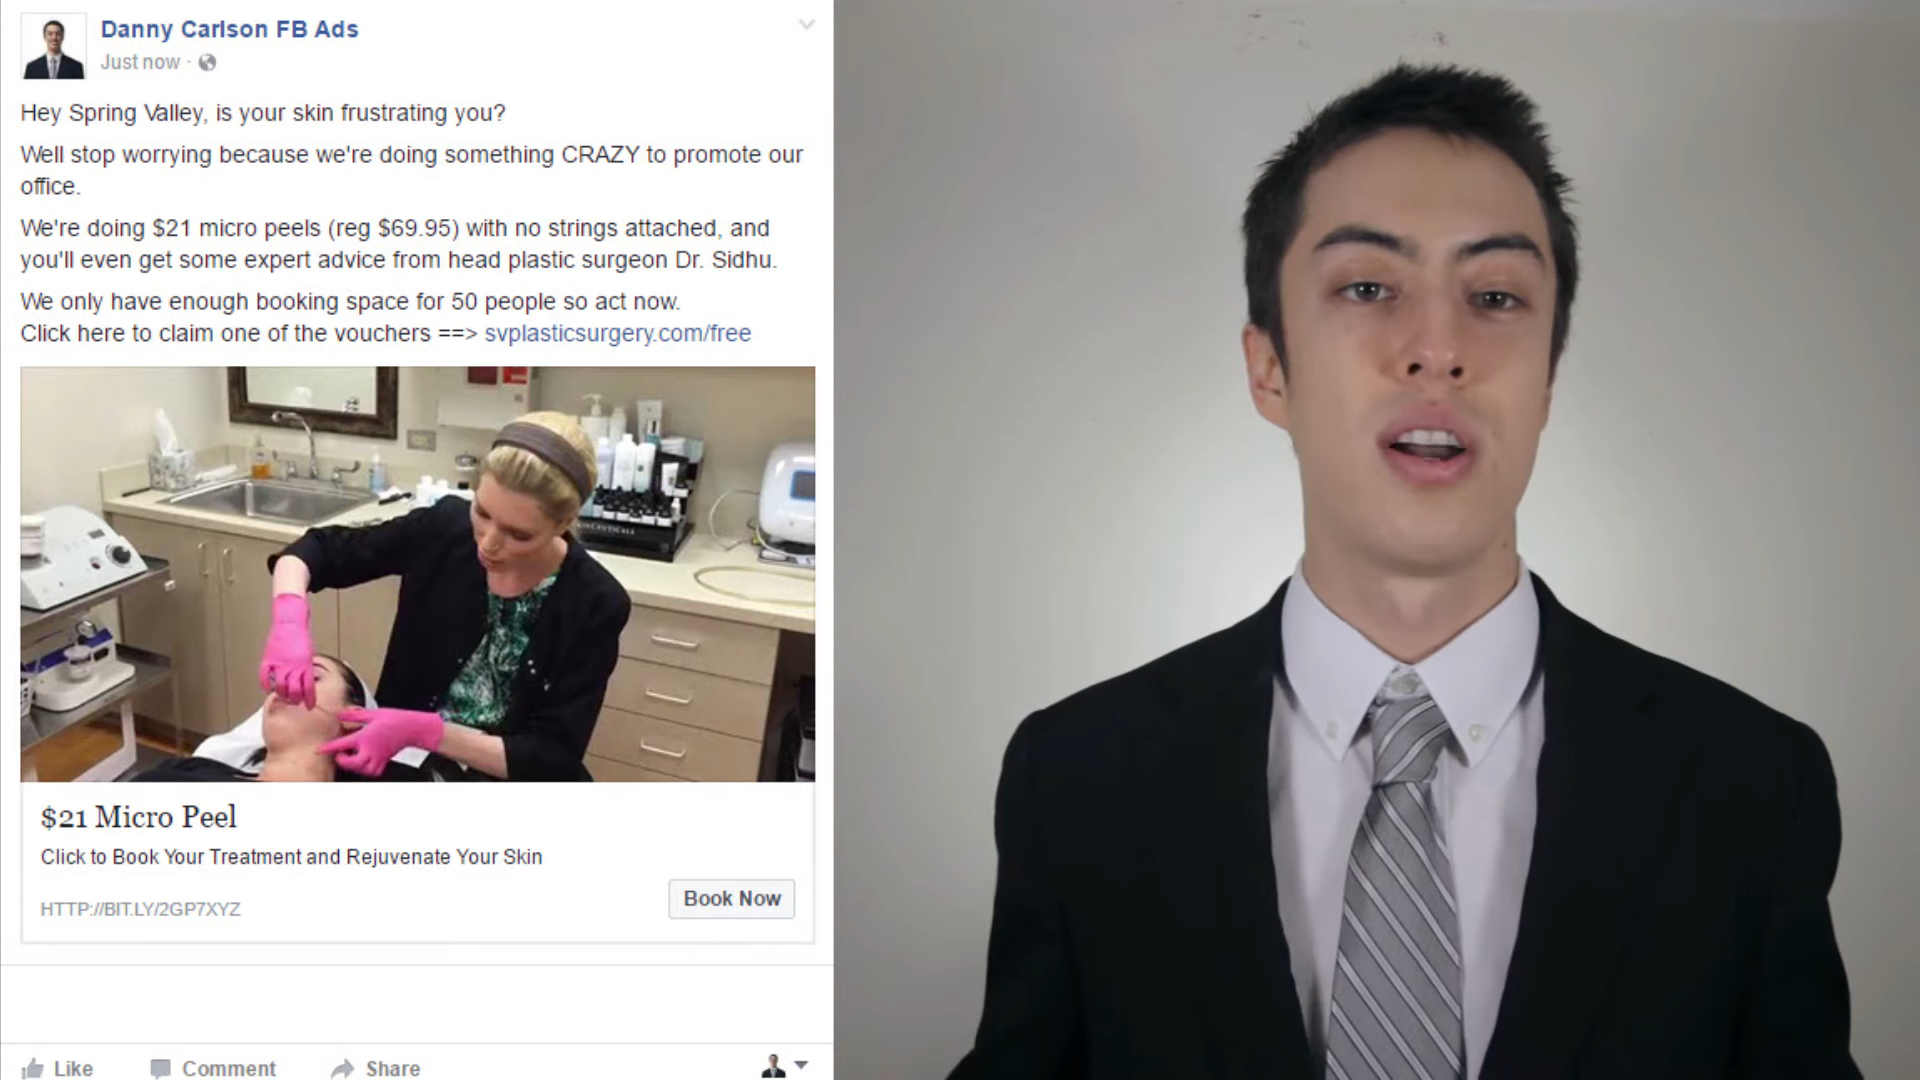 Danny Carlson FB Ads
Just now ·
Hey Spring Valley, is your skin frustrating you?
Well stop worrying because we're doing something CRAZY to promote our
office.
We're doing $21 micro peels (reg $69.95) with no strings attached, and
you'll even get some expert advice from head plastic surgeon Dr. Sidhu.
We only have enough booking space for 50 people so act now.
Click here to claim one of the vouchers ==> svplasticsurgery.com/free
SKINCEUTICALS
$21 Micro Peel
Click to Book Your Treatment and Rejuvenate Your Skin
HTTP://BIT.LY/2GP7XYZ
Book Now
Like
Comment
Share